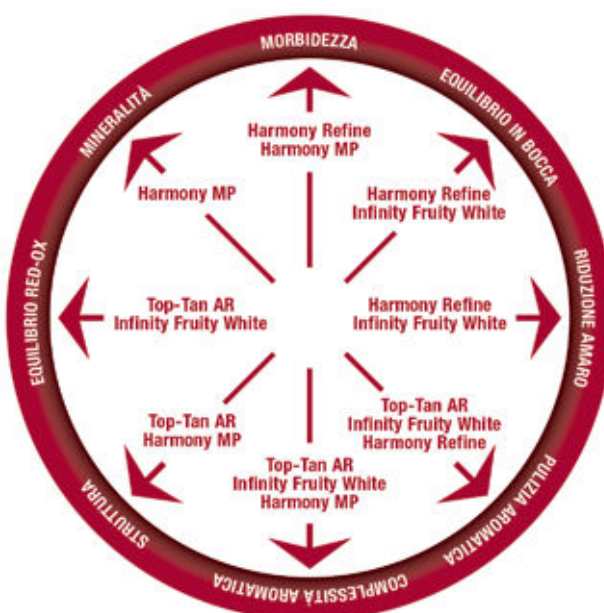 MORBIDEZZA
Harmony Refine
Harmony MP
EQUILIBRIO IN BOCCA
Harmony Refine
Infinity Fruity White
RIDUZIONE AMARO
Harmony Refine
Infinity Fruity White
PULIZIA AROMATICA
Top-Tan AR
Infinity Fruity White
Harmony Refine
COMPLESSITÀ AROMATICA
Top-Tan AR
Infinity Fruity White
Harmony MP
STRUTTURA
Top-Tan AR
Harmony MP
EQUILIBRIO RED-OX
Top-Tan AR
Infinity Fruity White
MINERALITÀ
Harmony MP